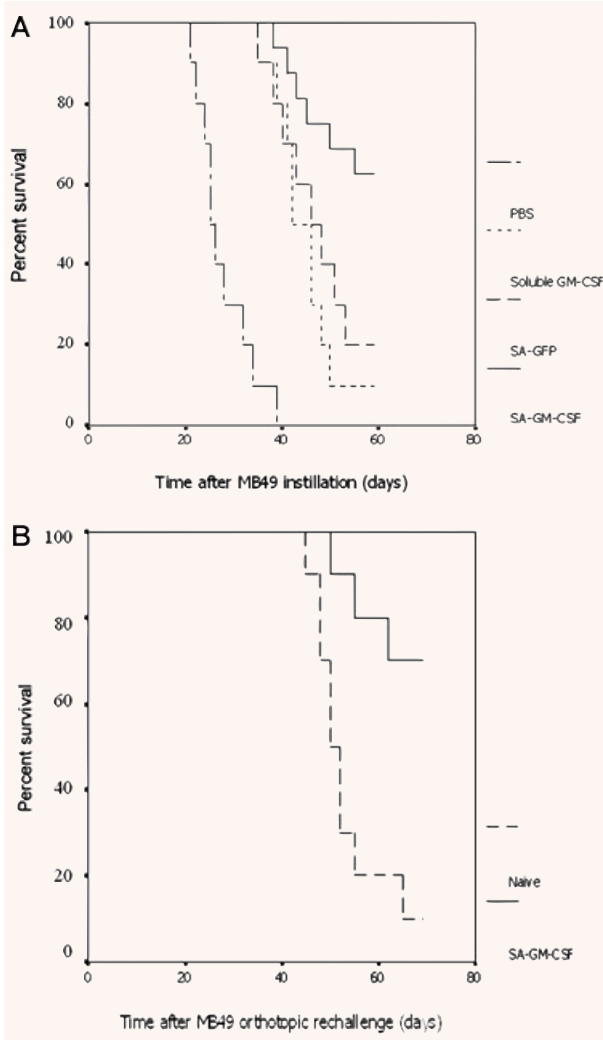 A
100
80
60
40
20
0
Percent survival
0 20 40 60 80
Time after MB49 instillation (days)
PBS
Soluble GM-CSF
SA-GFP
SA-GM-CSF
B
100
80
60
40
20
0
Percent survival
0 20 40 60 80
Time after MB49 orthotopic rechallenge (days)
Naive
SA-GM-CSF